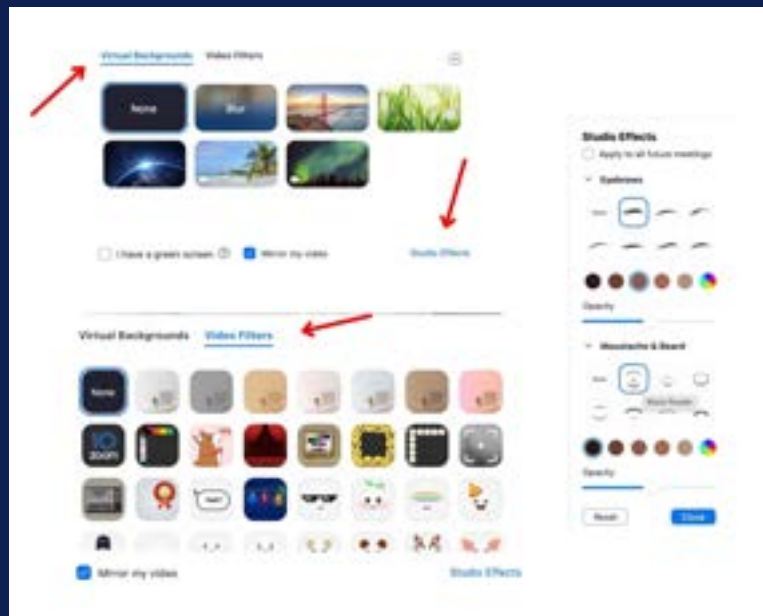 Virtual Backgrounds Video Filters
None Blur
I have a green screen Mirror my video Studio Effects
Virtual Backgrounds Video Filters
None
zoom
Mirror my video Studio Effects
Studio Effects
Apply to all future meetings
Eyebrows
Opacity
Moustache & Beard
Opacity
Reset Close